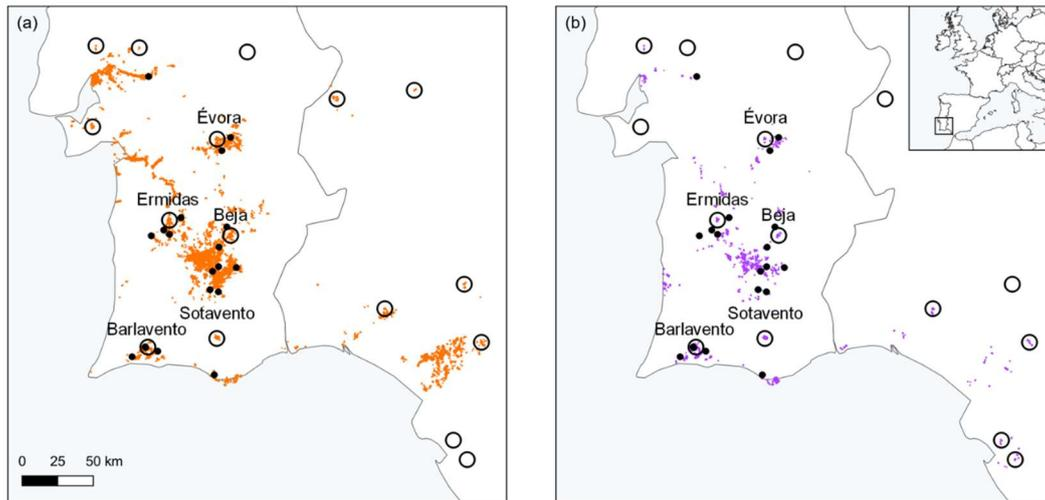 (a)
Évora
Ermidas
Beja
Sotavento
Barlavento
0 25 50 km
(b)
Évora
Ermidas
Beja
Sotavento
Barlavento